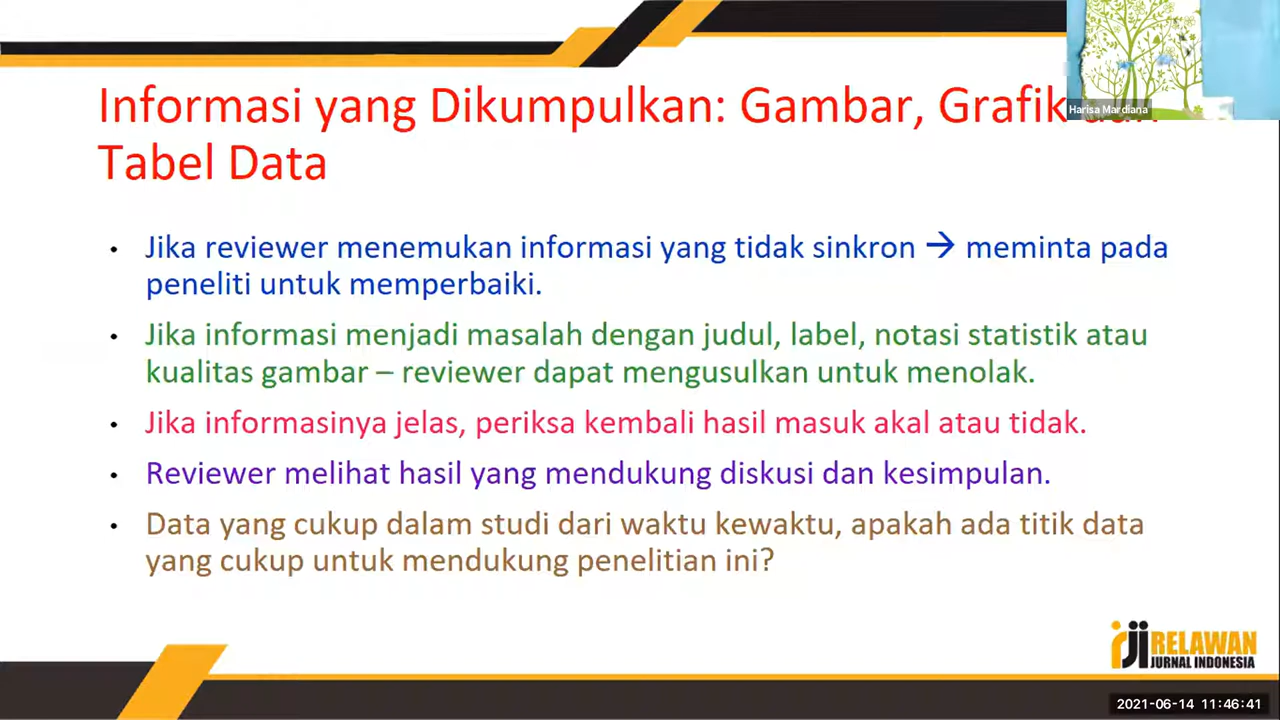 Informasi yang Dikumpulkan: Gambar, Grafik
Tabel Data
Harisa Mardiana
• Jika reviewer menemukan informasi yang tidak sinkron → meminta pada
peneliti untuk memperbaiki.
• Jika informasi menjadi masalah dengan judul, label, notasi statistik atau
kualitas gambar – reviewer dapat mengusulkan untuk menolak.
• Jika informasinya jelas, periksa kembali hasil masuk akal atau tidak.
• Reviewer melihat hasil yang mendukung diskusi dan kesimpulan.
• Data yang cukup dalam studi dari waktu kewaktu, apakah ada titik data
yang cukup untuk mendukung penelitian ini?
RELAWAN
JURNAL INDONESIA
2021-06-14 11:46:41